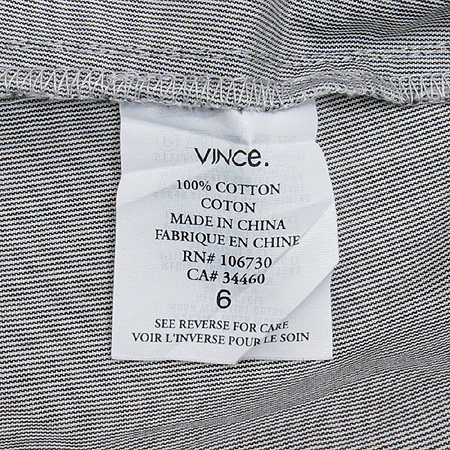 VINCe.
100% COTTON
COTON
MADE IN CHINA
FABRIQUE EN CHINE
RN# 106730
CA# 34460
6
SEE REVERSE FOR CARE
VOIR L'INVERSE POUR LE SOIN